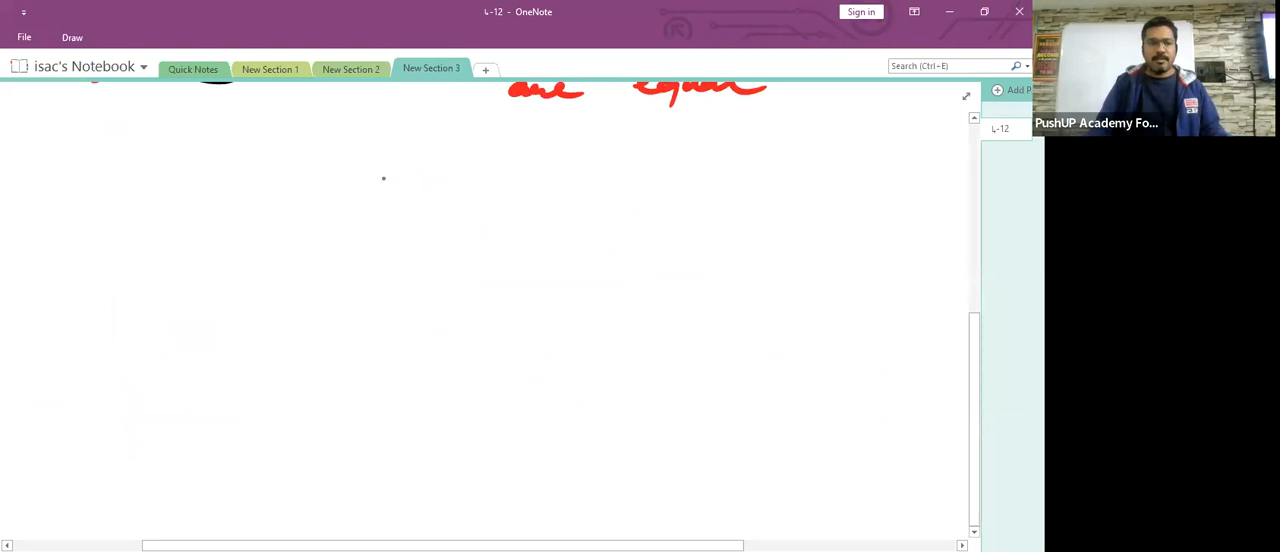 ㄣ-12 - OneNote
Sign in
File
Draw
isac's Notebook
Quick Notes
New Section 1
New Section 2
New Section 3
Search (Ctrl+E)
are equal
Add P
ㄣ-12
PushUP Academy Fo...